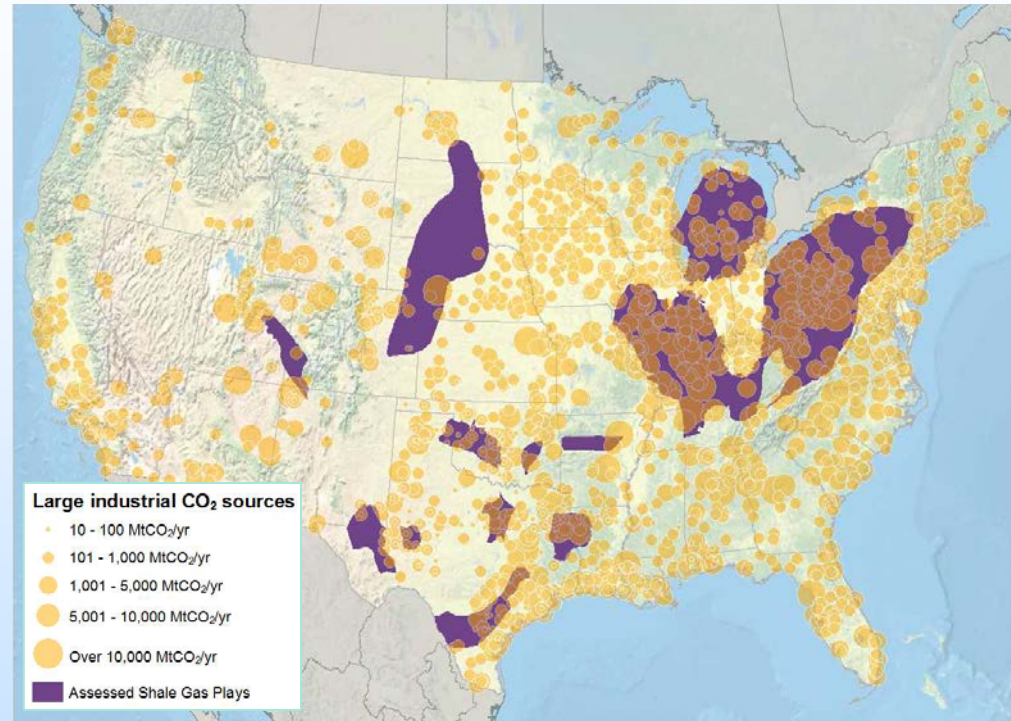 Large industrial CO₂ sources
10 - 100 MtCO₂/yr
101 - 1,000 MtCO₂/yr
1,001 - 5,000 MtCO₂/yr
5,001 - 10,000 MtCO₂/yr
Over 10,000 MtCO₂/yr
Assessed Shale Gas Plays